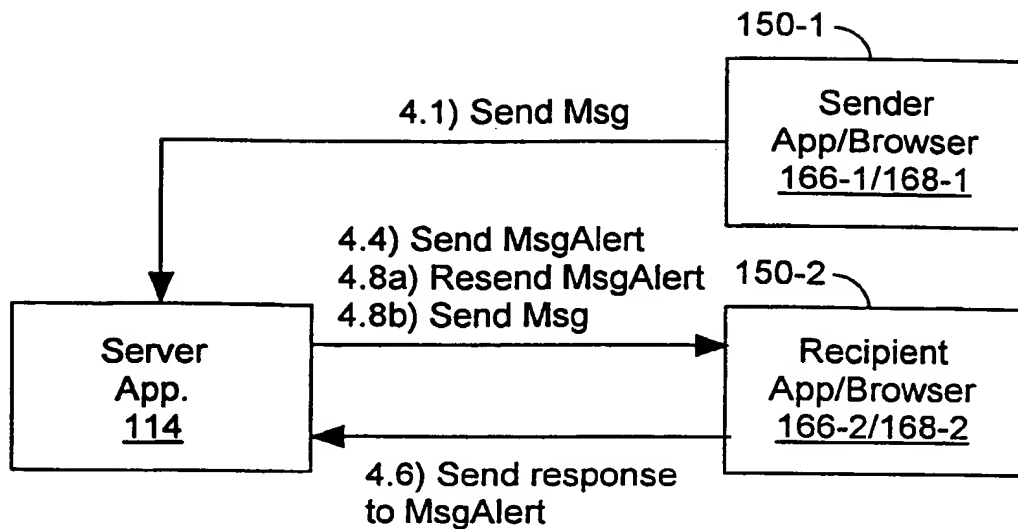 150-1
Sender
App/Browser
166-1/168-1
4.1) Send Msg
4.4) Send MsgAlert
4.8a) Resend MsgAlert
4.8b) Send Msg
150-2
Server
App.
114
Recipient
App/Browser
166-2/168-2
4.6) Send response
to MsgAlert